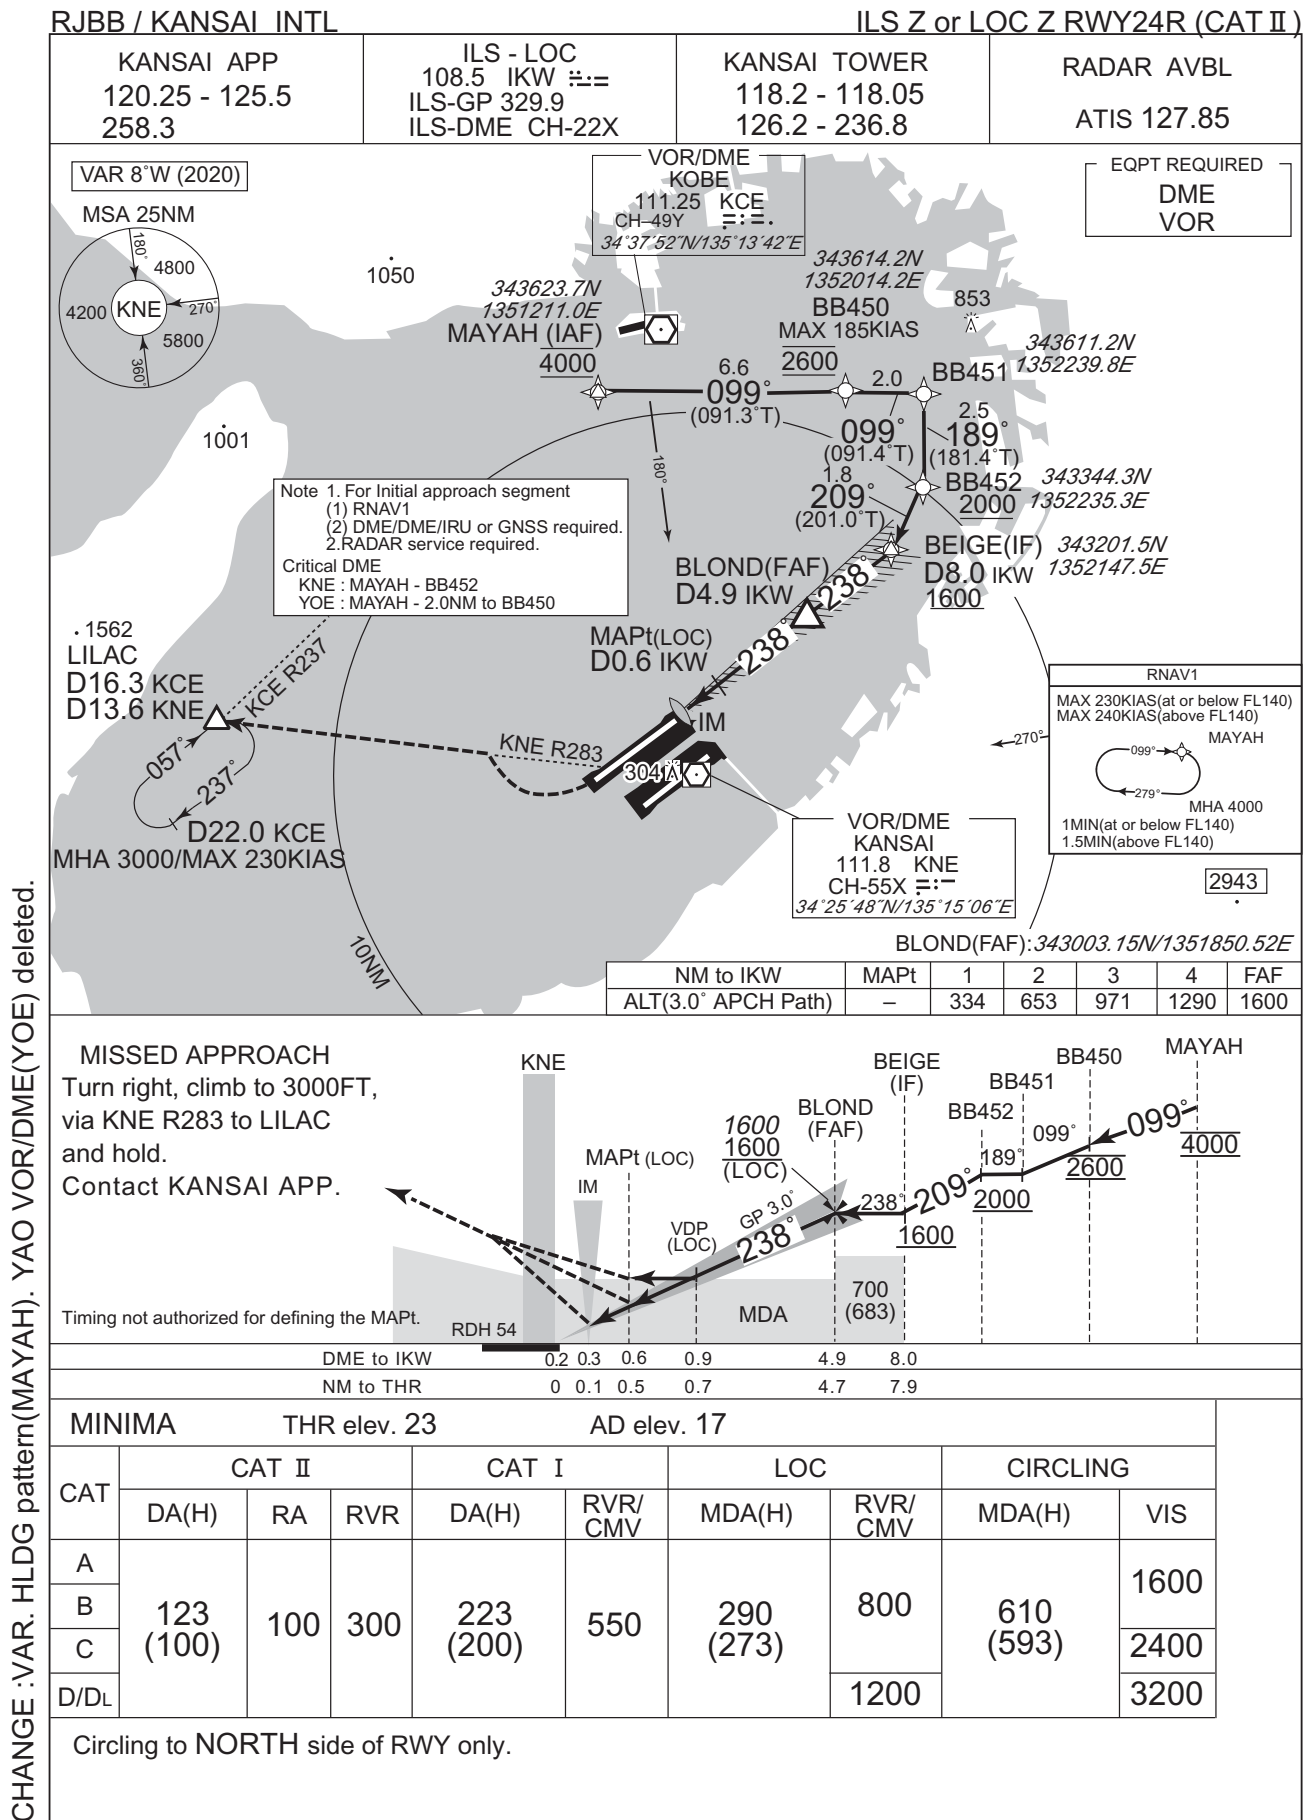 RJBB / KANSAI INTL
ILS Z or LOC Z RWY24R (CAT Ⅱ)
KANSAI APP
120.25 - 125.5
258.3
ILS - LOC
108.5 IKW
ILS-GP 329.9
ILS-DME CH-22X
KANSAI TOWER
118.2 - 118.05
126.2 - 236.8
RADAR AVBL
ATIS 127.85
VAR 8°W (2020)
MSA 25NM
180°
4800
4200
KNE
270°
5800
360°
VOR/DME
KOBE
111.25 KCE
CH–49Y
34°37´52˝N/135°13´42˝E
EQPT REQUIRED
DME
VOR
1050
343623.7N
1351211.0E
MAYAH (IAF)
4000
343614.2N
1352014.2E
BB450
MAX 185KIAS
2600
853
343611.2N
1352239.8E
BB451
6.6
099°
(091.3°T)
2.0
099°
(091.4°T)
2.5
189°
(181.4°T)
1001
180°
1.8
209°
(201.0°T)
BB452
2000
343344.3N
1352235.3E
Note 1. For Initial approach segment
(1) RNAV1
(2) DME/DME/IRU or GNSS required.
2.RADAR service required.
Critical DME
KNE : MAYAH - BB452
YOE : MAYAH - 2.0NM to BB450
BEIGE(IF)
D8.0 IKW
1600
343201.5N
1352147.5E
BLOND(FAF)
D4.9 IKW
238°
MAPt(LOC)
D0.6 IKW
238°
1562
LILAC
D16.3 KCE
D13.6 KNE
KCE R237
IM
KNE R283
304
057°
237°
D22.0 KCE
MHA 3000/MAX 230KIAS
270°
RNAV1
MAX 230KIAS(at or below FL140)
MAX 240KIAS(above FL140)
MAYAH
099°
279°
MHA 4000
1MIN(at or below FL140)
1.5MIN(above FL140)
VOR/DME
KANSAI
111.8 KNE
CH-55X
34°25´48˝N/135°15´06˝E
2943
10NM
BLOND(FAF):343003.15N/1351850.52E
NM to IKW MAPt 1 2 3 4 FAF
ALT(3.0° APCH Path) – 334 653 971 1290 1600
MISSED APPROACH
Turn right, climb to 3000FT,
via KNE R283 to LILAC
and hold.
Contact KANSAI APP.
KNE
IM
MAPt (LOC)
VDP
(LOC)
1600
1600
(LOC)
BLOND
(FAF)
BEIGE
(IF)
BB452
BB451
BB450
MAYAH
GP 3.0°
238°
238°
209°
189°
099°
099°
1600
2000
2600
4000
MDA
700
(683)
Timing not authorized for defining the MAPt.
RDH 54
DME to IKW 0.2 0.3 0.6 0.9 4.9 8.0
NM to THR 0 0.1 0.5 0.7 4.7 7.9
MINIMA THR elev. 23 AD elev. 17
CAT CAT Ⅱ CAT Ⅰ LOC CIRCLING
DA(H) RA RVR DA(H) RVR/CMV MDA(H) RVR/CMV MDA(H) VIS
A
B
C
D/DL
123
(100)
100
300
223
(200)
550
290
(273)
800
1200
610
(593)
1600
2400
3200
Circling to NORTH side of RWY only.
CHANGE :VAR. HLDG pattern(MAYAH). YAO VOR/DME(YOE) deleted.